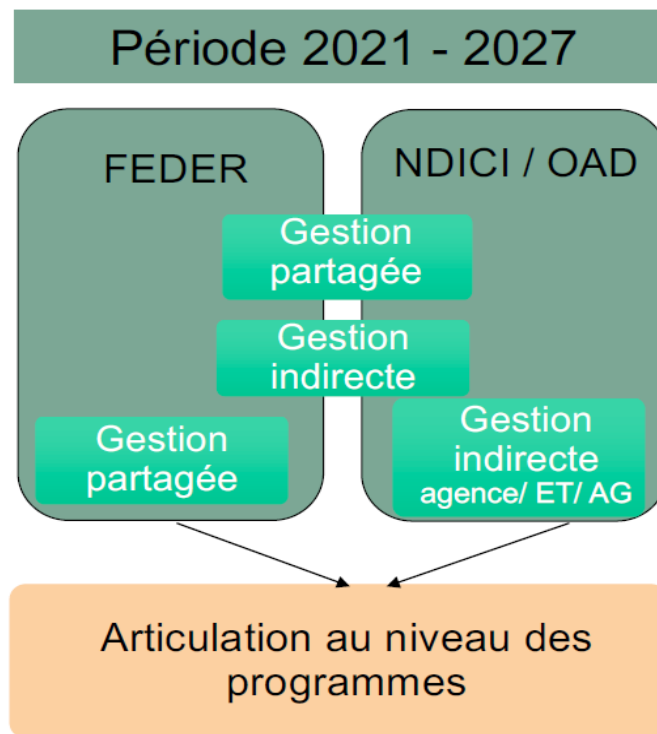 Période 2021 - 2027
FEDER
NDICI / OAD
Gestion
partagée
Gestion
indirecte
Gestion
partagée
Gestion
indirecte
agence/ ET/ AG
Articulation au niveau des
programmes